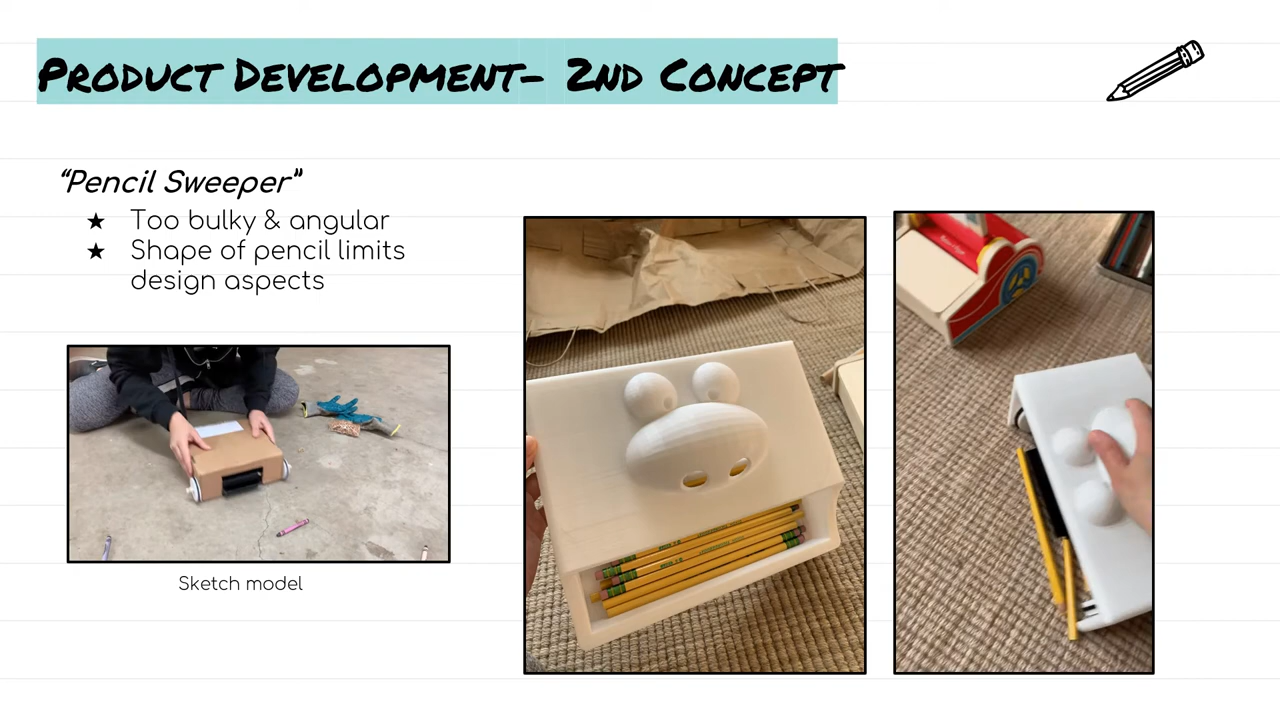 Product Development- 2nd Concept
“Pencil Sweeper”
★ Too bulky & angular
★ Shape of pencil limits
design aspects
Sketch model